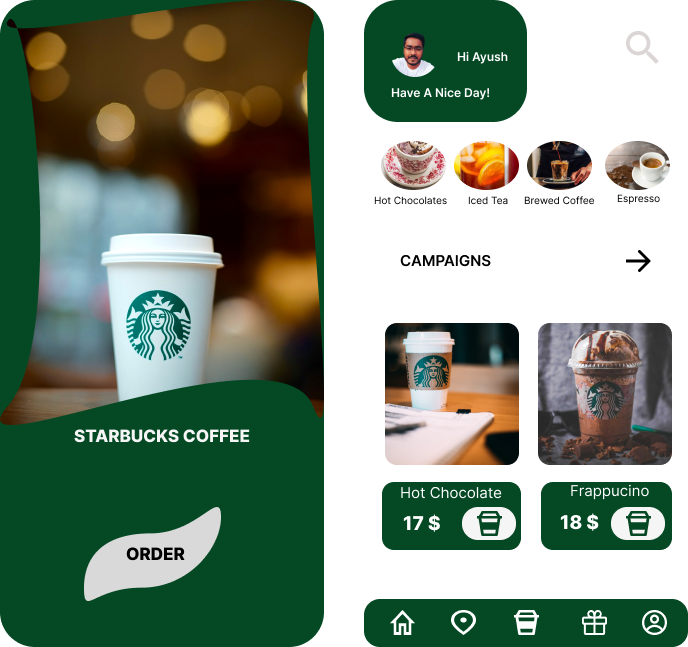 STARBUCKS COFFEE
ORDER
Hi Ayush
Have A Nice Day!
Hot Chocolates
Iced Tea
Brewed Coffee
Espresso
CAMPAIGNS
Hot Chocolate
17 $
Frappucino
18 $